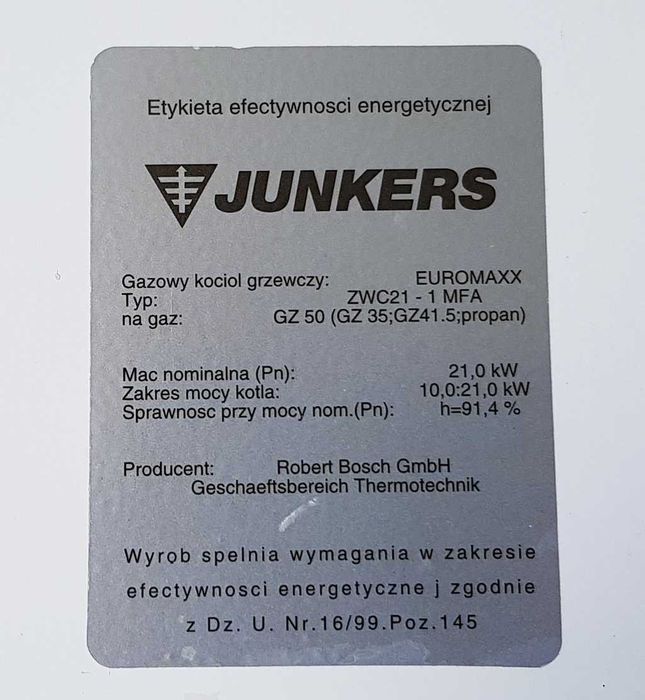 Etykieta efectywnosci energetycznej
JUNKERS
Gazowy kociol grzewczy: EUROMAXX
Typ: ZWC21 - 1 MFA
na gaz: GZ 50 (GZ 35;GZ41.5;propan)
Mac nominalna (Pn): 21,0 kW
Zakres mocy kotla: 10,0:21,0 kW
Sprawnosc przy mocy nom.(Pn): h=91,4 %
Producent: Robert Bosch GmbH
Geschaeftsbereich Thermotechnik
Wyrob spelnia wymagania w zakresie
efectywnosci energetyczne j zgodnie
z Dz. U. Nr.16/99.Poz.145